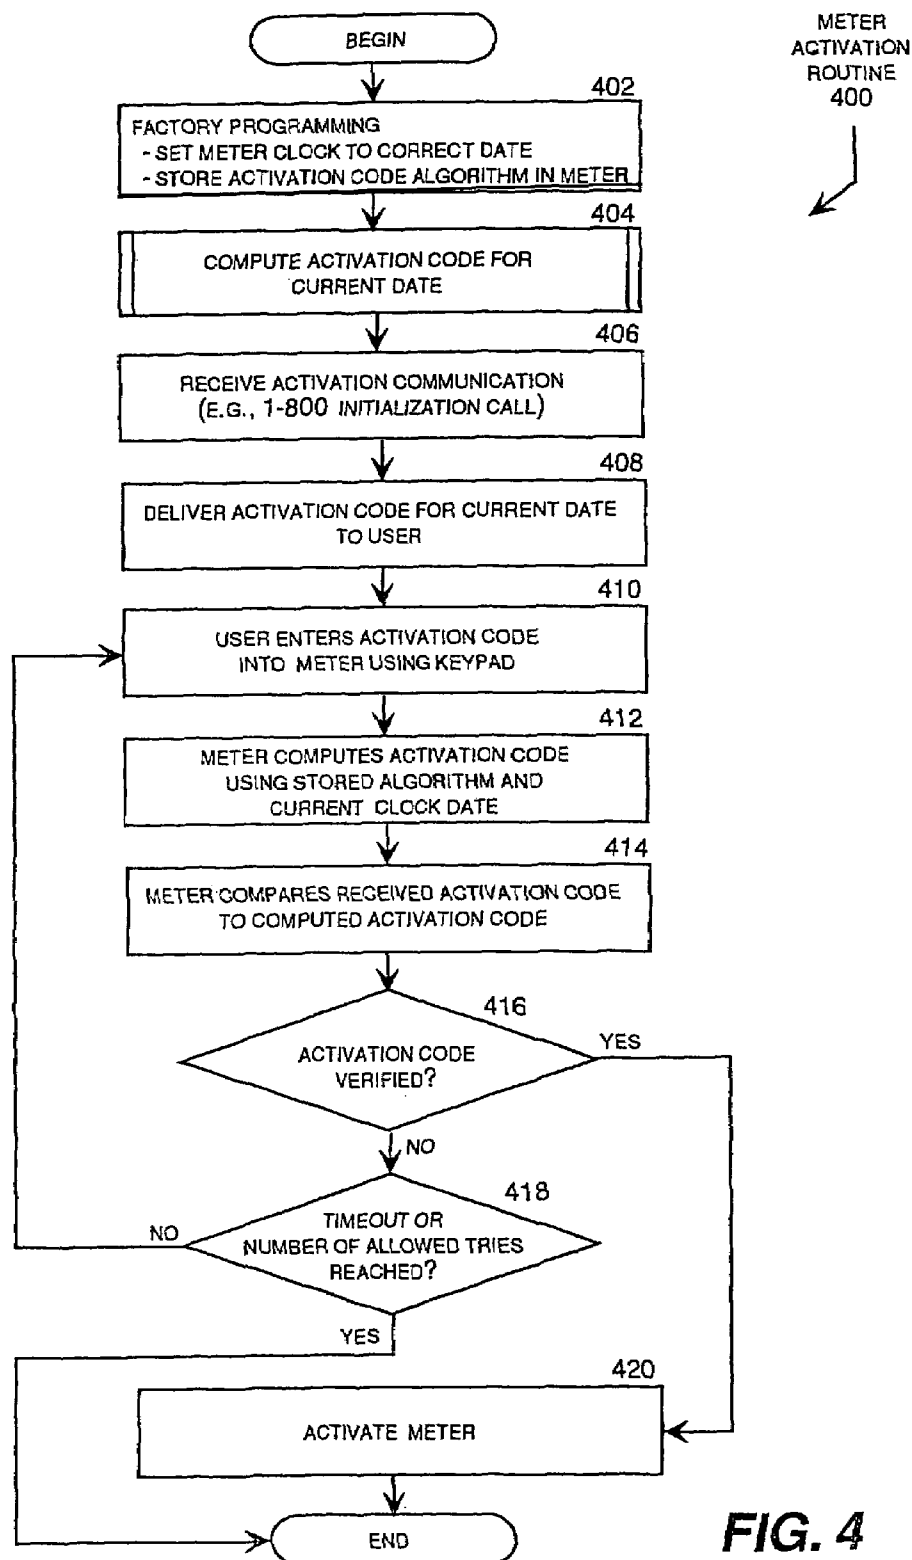 BEGIN
METER
ACTIVATION
ROUTINE
400
402
FACTORY PROGRAMMING
- SET METER CLOCK TO CORRECT DATE
- STORE ACTIVATION CODE ALGORITHM IN METER
404
COMPUTE ACTIVATION CODE FOR
CURRENT DATE
406
RECEIVE ACTIVATION COMMUNICATION
(E.G., 1-800 INITIALIZATION CALL)
408
DELIVER ACTIVATION CODE FOR CURRENT DATE
TO USER
410
USER ENTERS ACTIVATION CODE
INTO METER USING KEYPAD
412
METER COMPUTES ACTIVATION CODE
USING STORED ALGORITHM AND
CURRENT CLOCK DATE
414
METER COMPARES RECEIVED ACTIVATION CODE
TO COMPUTED ACTIVATION CODE
416
ACTIVATION CODE
VERIFIED?
YES
NO
418
TIMEOUT OR
NUMBER OF ALLOWED TRIES
REACHED?
NO
YES
420
ACTIVATE METER
END
FIG. 4